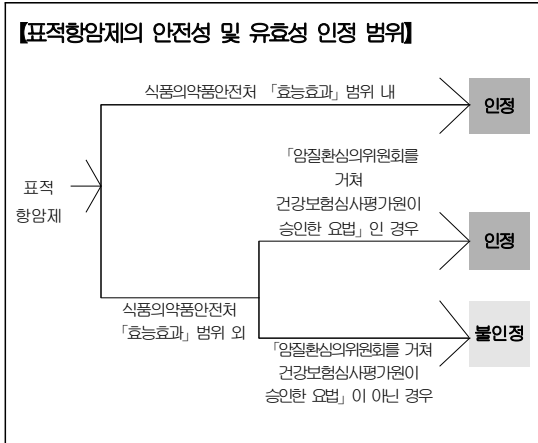 【표적항암제의 안전성 및 유효성 인정 범위】
식품의약품안전처 「효능효과」 범위 내
인정
「암질환심의위원회를
거쳐
건강보험심사평가원이
승인한 요법」 인 경우
표적
항암제
인정
식품의약품안전처
「효능효과」 범위 외
불인정
「암질환심의위원회를 거쳐
건강보험심사평가원이
승인한 요법」 이 아닌 경우